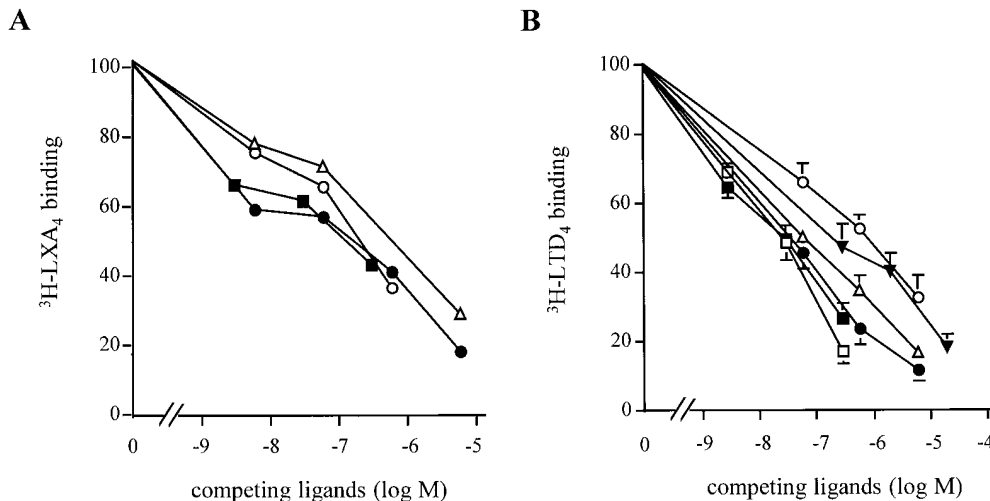 A
³H-LXA₄ binding
100
80
60
40
20
0
0 -9 -8 -7 -6 -5
competing ligands (log M)
B
³H-LTD₄ binding
100
80
60
40
20
0
0 -9 -8 -7 -6 -5 -4
competing ligands (log M)